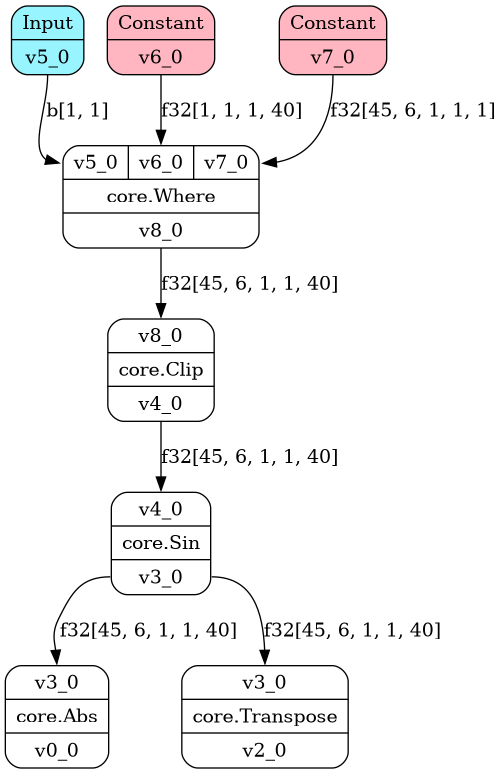 Input
v5_0
Constant
v6_0
Constant
v7_0
b[1, 1]
f32[1, 1, 1, 40]
f32[45, 6, 1, 1, 1]
v5_0 v6_0 v7_0
core.Where
v8_0
f32[45, 6, 1, 1, 40]
v8_0
core.Clip
v4_0
f32[45, 6, 1, 1, 40]
v4_0
core.Sin
v3_0
f32[45, 6, 1, 1, 40]
f32[45, 6, 1, 1, 40]
v3_0
core.Abs
v0_0
v3_0
core.Transpose
v2_0